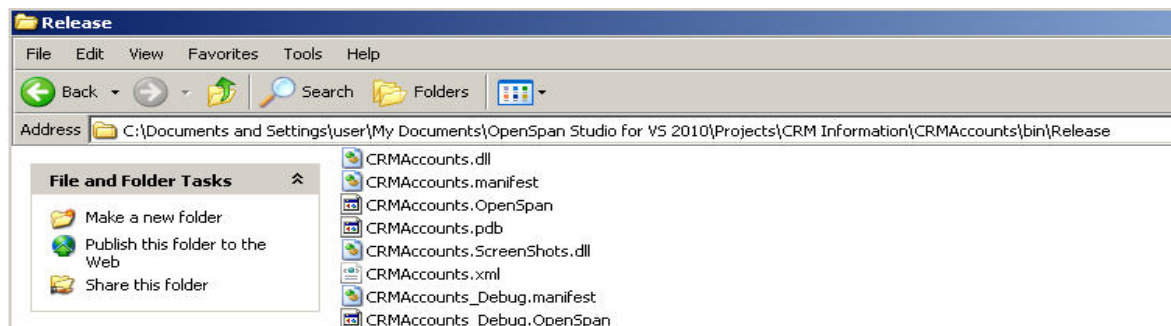 Release
File Edit View Favorites Tools Help
Back Search Folders
Address C:\Documents and Settings\user\My Documents\OpenSpan Studio for VS 2010\Projects\CRM Information\CRMAccounts\bin\Release
File and Folder Tasks
Make a new folder
Publish this folder to the
Web
Share this folder
CRMAccounts.dll
CRMAccounts.manifest
CRMAccounts.OpenSpan
CRMAccounts.pdb
CRMAccounts.ScreenShots.dll
CRMAccounts.xml
CRMAccounts_Debug.manifest
CRMAccounts_Debug.OpenSpan